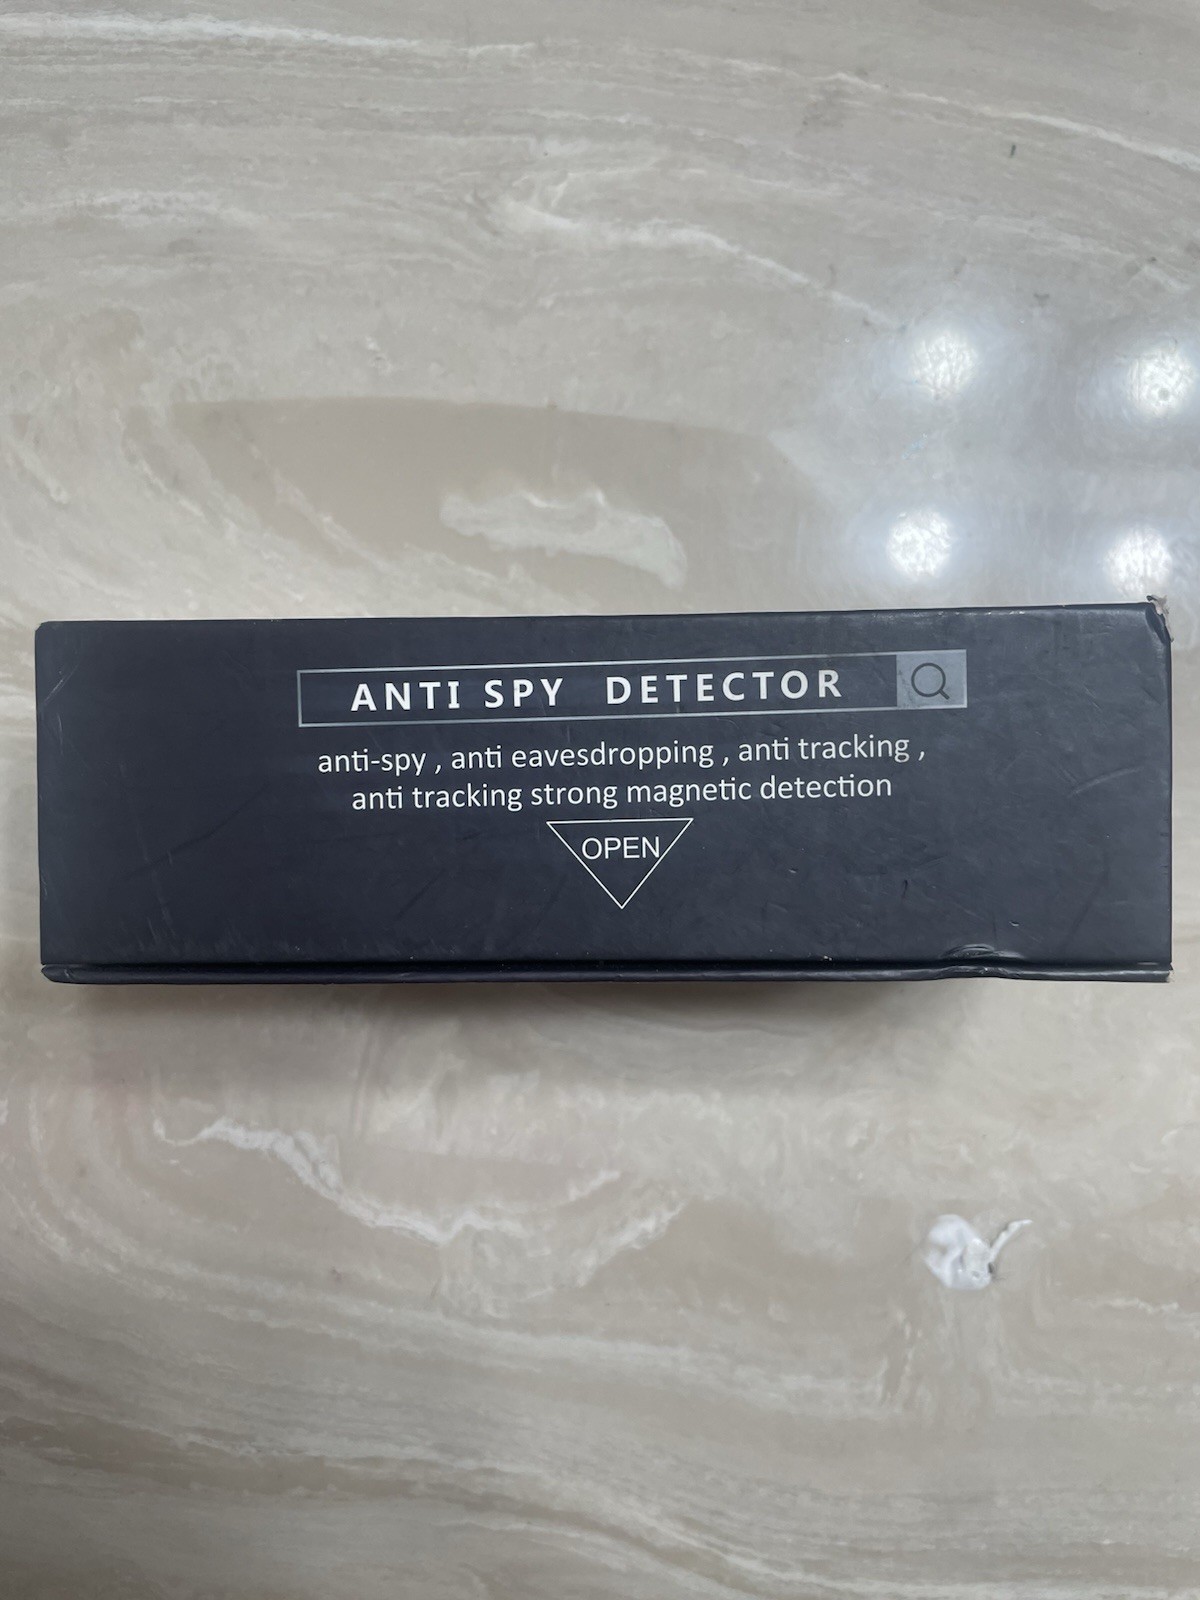 ANTI SPY DETECTOR
anti-spy , anti eavesdropping , anti tracking ,
anti tracking strong magnetic detection
OPEN